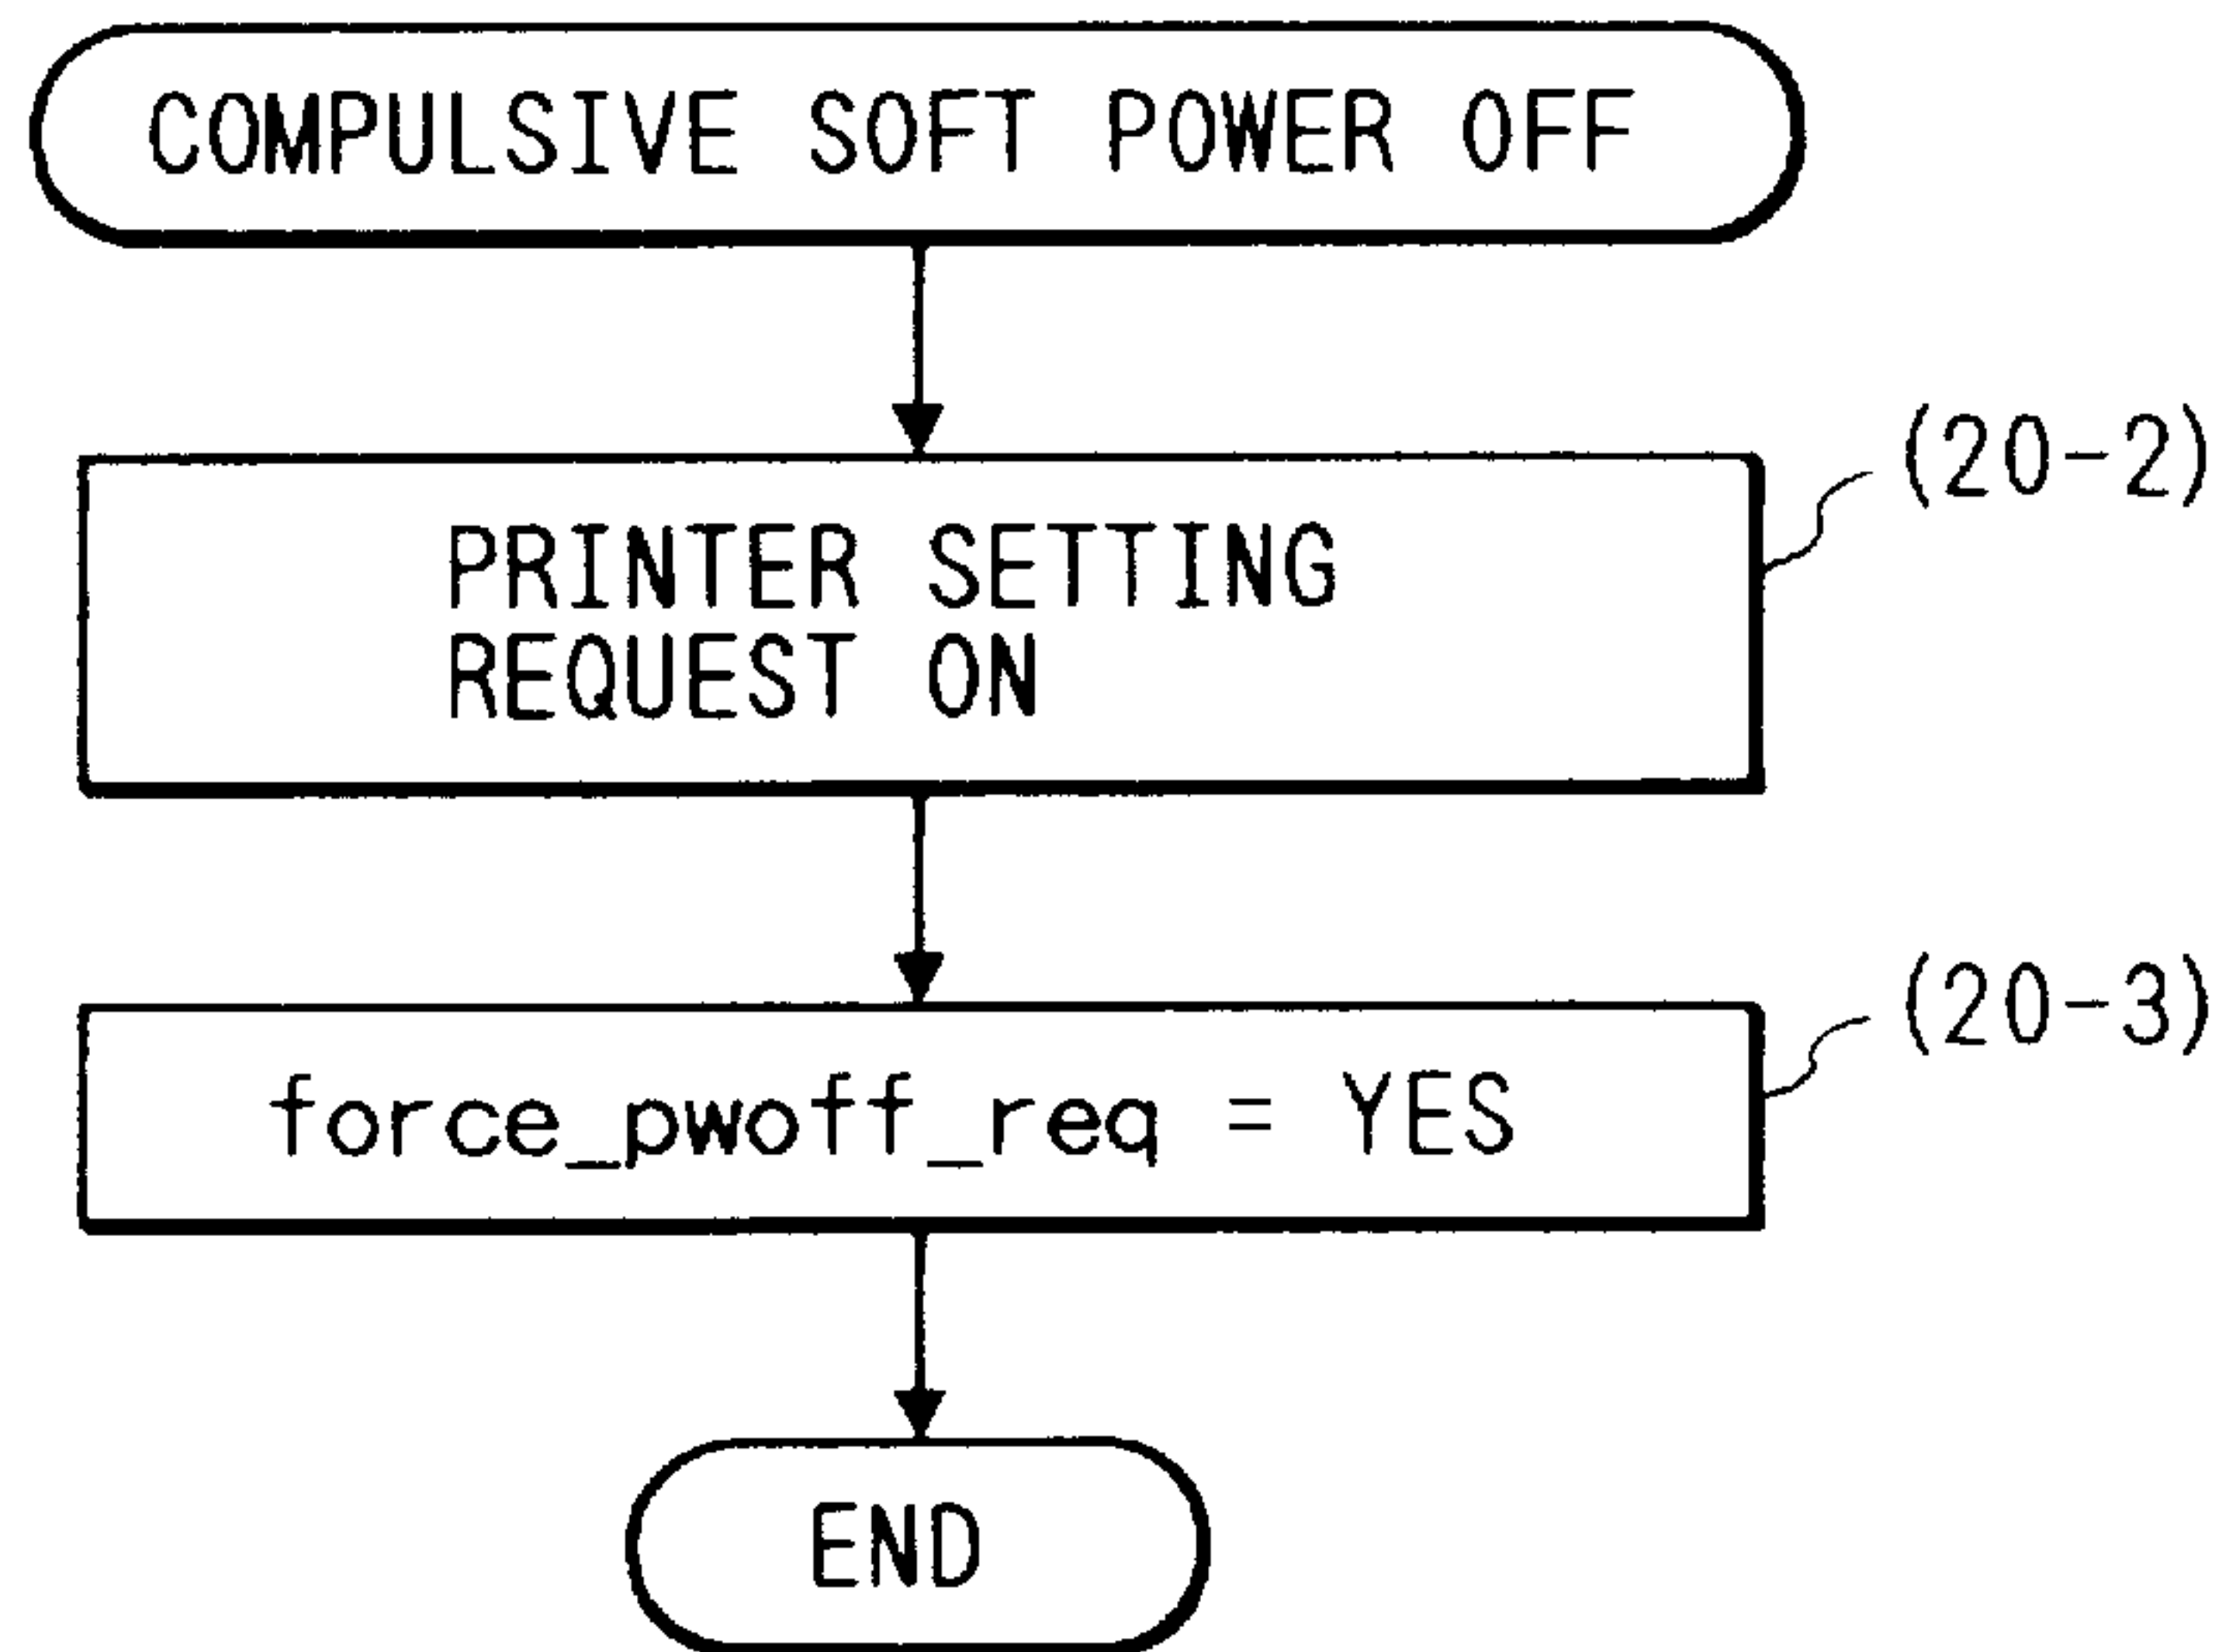 COMPULSIVE SOFT POWER OFF
(20-2)
PRINTER SETTING
REQUEST ON
(20-3)
force_pwoff_req = YES
END